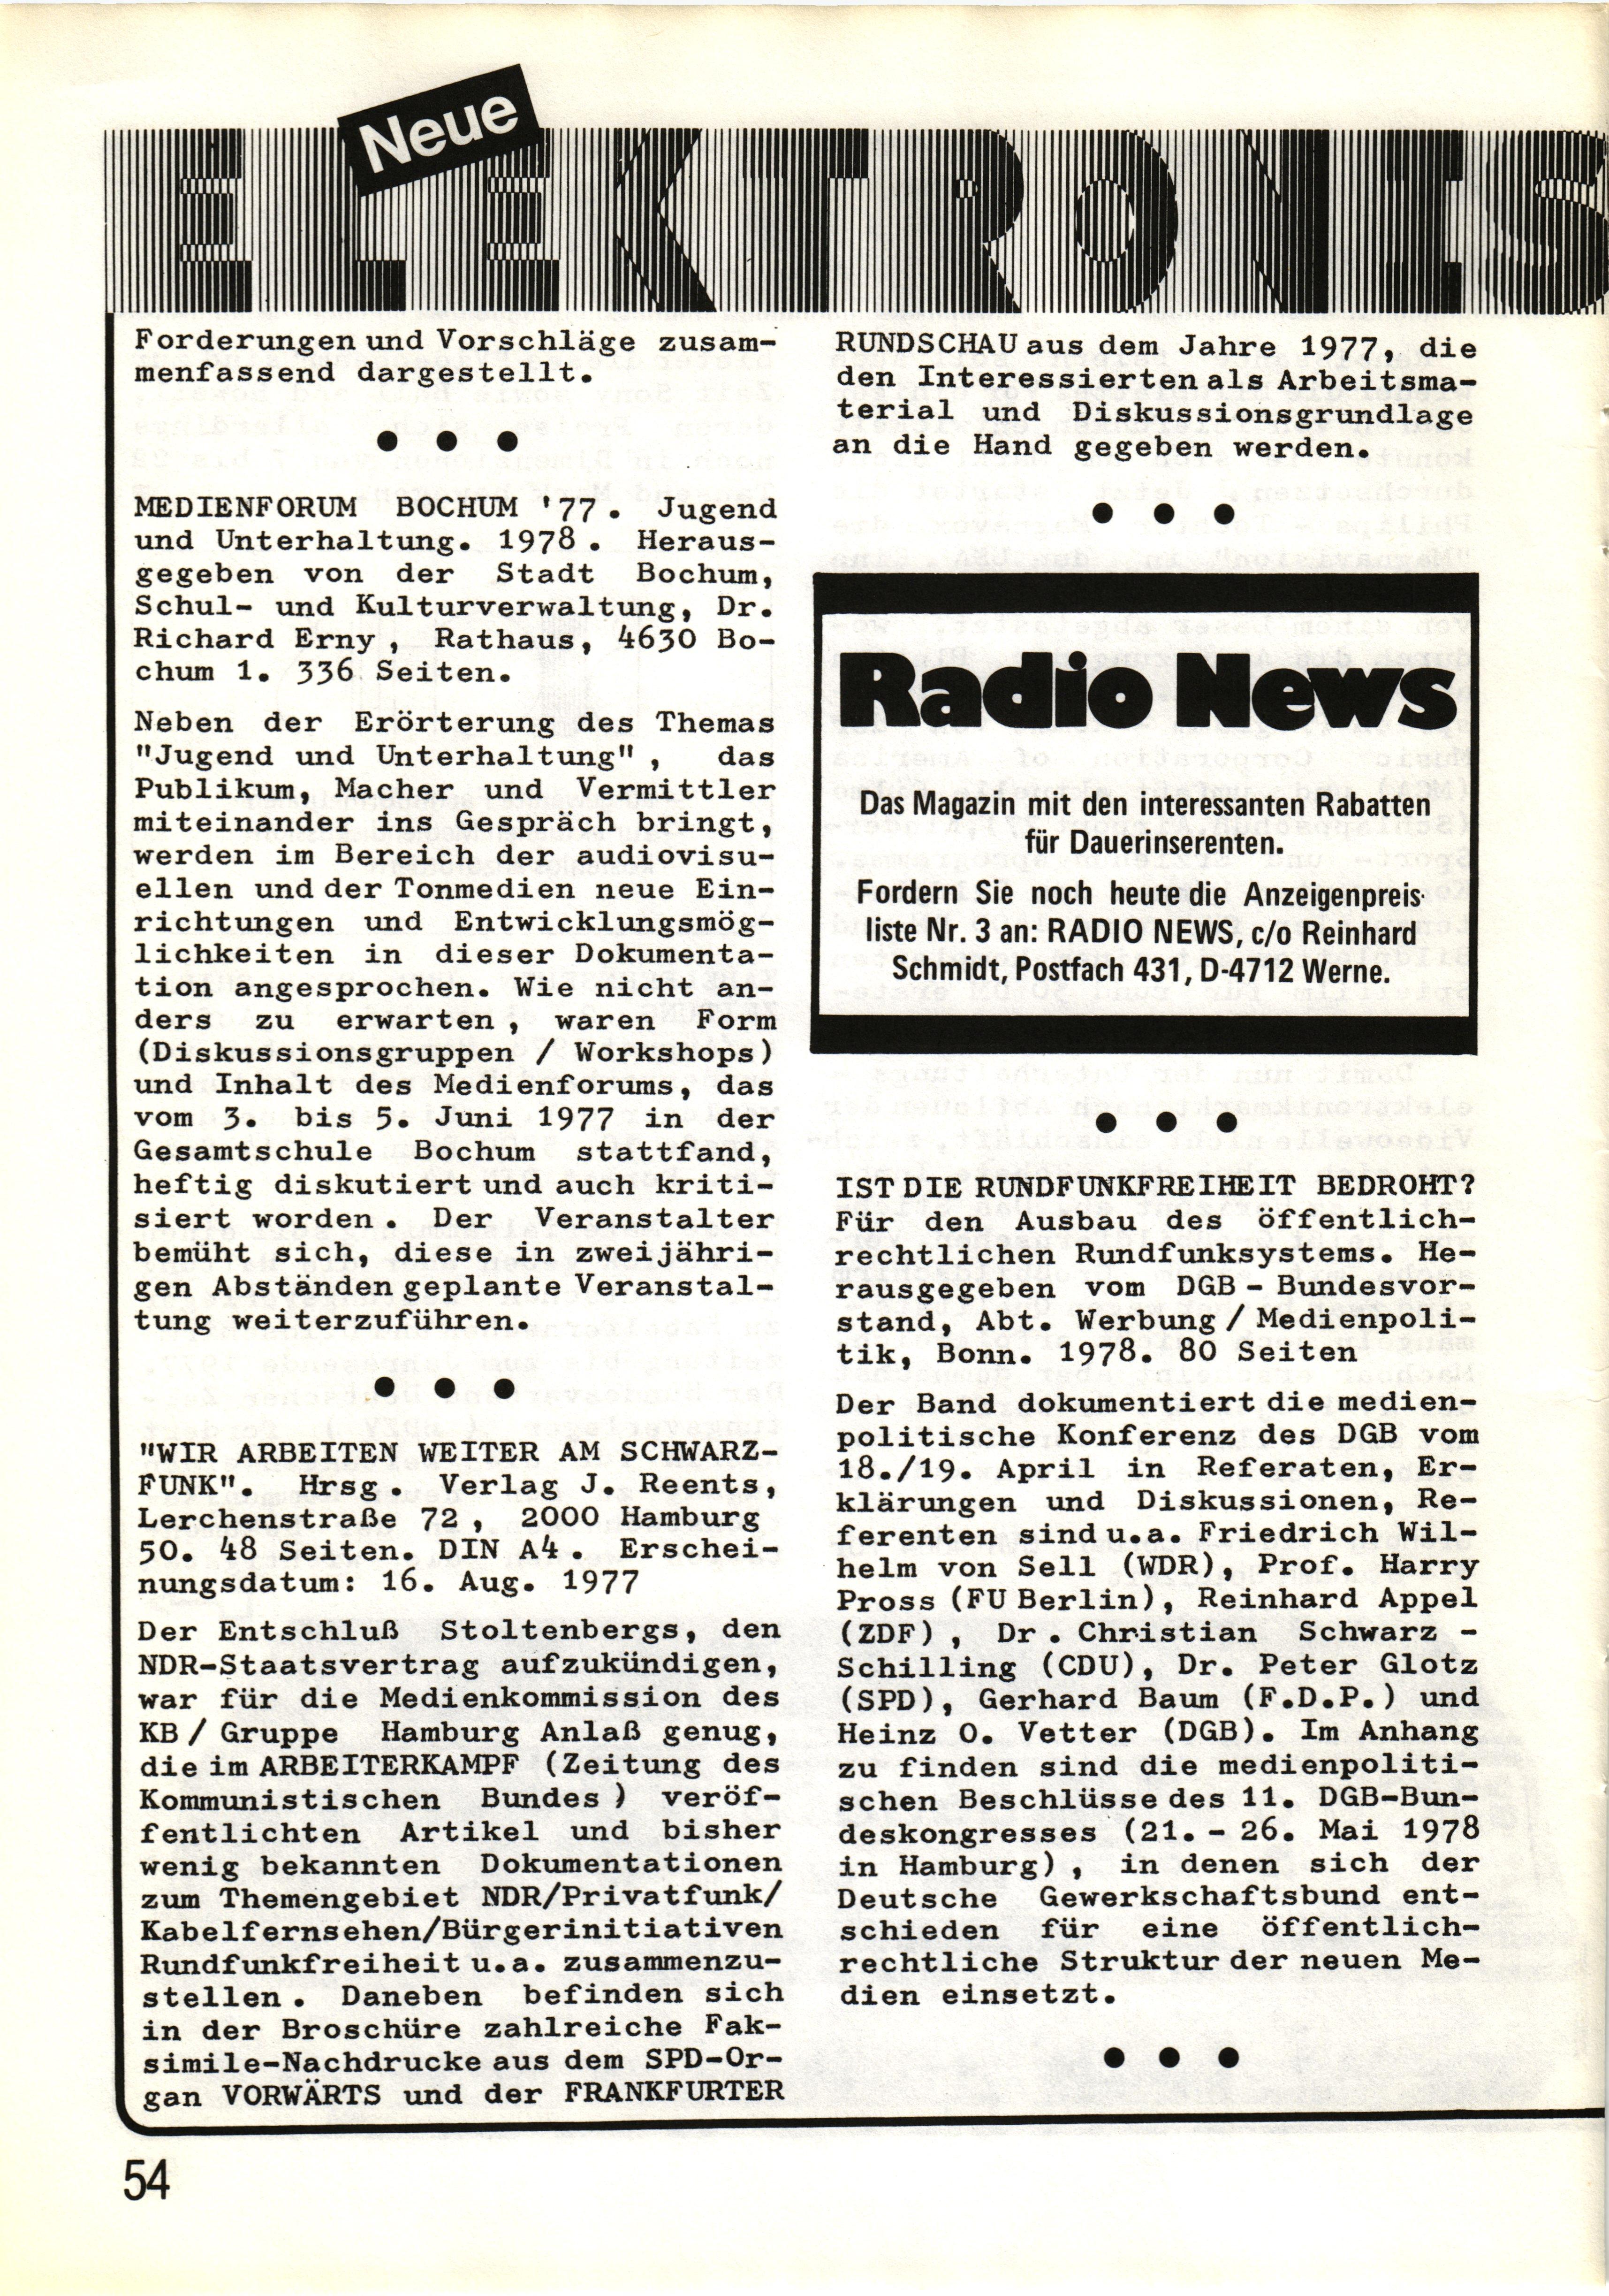 Neue
ELEKTRONIS
Forderungen und Vorschläge zusam-
menfassend dargestellt.
● ● ●
MEDIENFORUM BOCHUM '77. Jugend
und Unterhaltung. 1978. Heraus-
gegeben von der Stadt Bochum,
Schul- und Kulturverwaltung, Dr.
Richard Erny, Rathaus, 4630 Bo-
chum 1. 336 Seiten.
Neben der Erörterung des Themas
"Jugend und Unterhaltung", das
Publikum, Macher und Vermittler
miteinander ins Gespräch bringt,
werden im Bereich der audiovisu-
ellen und der Tonmedien neue Ein-
richtungen und Entwicklungsmög-
lichkeiten in dieser Dokumenta-
tion angesprochen. Wie nicht an-
ders zu erwarten, waren Form
(Diskussionsgruppen / Workshops)
und Inhalt des Medienforums, das
vom 3. bis 5. Juni 1977 in der
Gesamtschule Bochum stattfand,
heftig diskutiert und auch kriti-
siert worden. Der Veranstalter
bemüht sich, diese in zweijähri-
gen Abständen geplante Veranstal-
tung weiterzuführen.
● ● ●
"WIR ARBEITEN WEITER AM SCHWARZ-
FUNK". Hrsg. Verlag J. Reents,
Lerchenstraße 72, 2000 Hamburg
50. 48 Seiten. DIN A4. Erschei-
nungsdatum: 16. Aug. 1977
Der Entschluß Stoltenbergs, den
NDR-Staatsvertrag aufzukündigen,
war für die Medienkommission des
KB / Gruppe Hamburg Anlaß genug,
die im ARBEITERKAMPF (Zeitung des
Kommunistischen Bundes) veröf-
fentlichten Artikel und bisher
wenig bekannten Dokumentationen
zum Themengebiet NDR/Privatfunk/
Kabelfernsehen/Bürgerinitiativen
Rundfunkfreiheit u.a. zusammenzu-
stellen. Daneben befinden sich
in der Broschüre zahlreiche Fak-
simile-Nachdrucke aus dem SPD-Or-
gan VORWÄRTS und der FRANKFURTER
RUNDSCHAU aus dem Jahre 1977, die
den Interessierten als Arbeitsma-
terial und Diskussionsgrundlage
an die Hand gegeben werden.
● ● ●
Radio News
Das Magazin mit den interessanten Rabatten
für Dauerinserenten.
Fordern Sie noch heute die Anzeigenpreis-
liste Nr. 3 an: RADIO NEWS, c/o Reinhard
Schmidt, Postfach 431, D-4712 Werne.
● ● ●
IST DIE RUNDFUNKFREIHEIT BEDROHT?
Für den Ausbau des öffentlich-
rechtlichen Rundfunksystems. He-
rausgegeben vom DGB - Bundesvor-
stand, Abt. Werbung / Medienpoli-
tik, Bonn. 1978. 80 Seiten
Der Band dokumentiert die medien-
politische Konferenz des DGB vom
18./19. April in Referaten, Er-
klärungen und Diskussionen, Re-
ferenten sind u.a. Friedrich Wil-
helm von Sell (WDR), Prof. Harry
Pross (FU Berlin), Reinhard Appel
(ZDF), Dr. Christian Schwarz -
Schilling (CDU), Dr. Peter Glotz
(SPD), Gerhard Baum (F.D.P.) und
Heinz O. Vetter (DGB). Im Anhang
zu finden sind die medienpoliti-
schen Beschlüsse des 11. DGB-Bun-
deskongresses (21. - 26. Mai 1978
in Hamburg), in denen sich der
Deutsche Gewerkschaftsbund ent-
schieden für eine öffentlich-
rechtliche Struktur der neuen Me-
dien einsetzt.
● ● ●
54